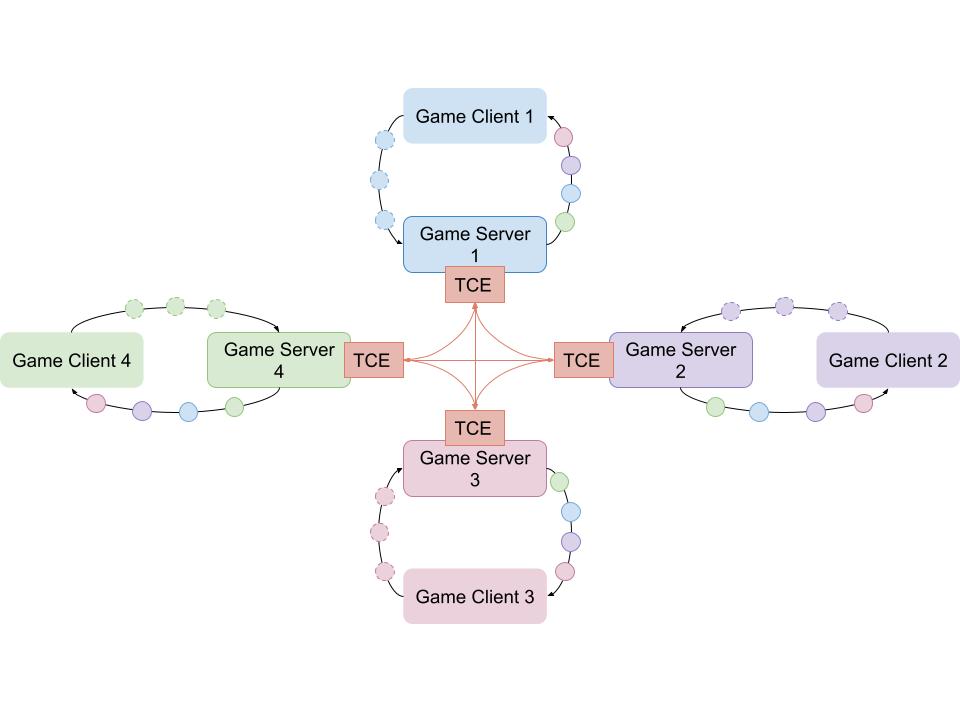 Game Client 1
Game Server
1
TCE
Game Client 4
Game Server
4
TCE
TCE
Game Server
2
Game Client 2
TCE
Game Server
3
Game Client 3